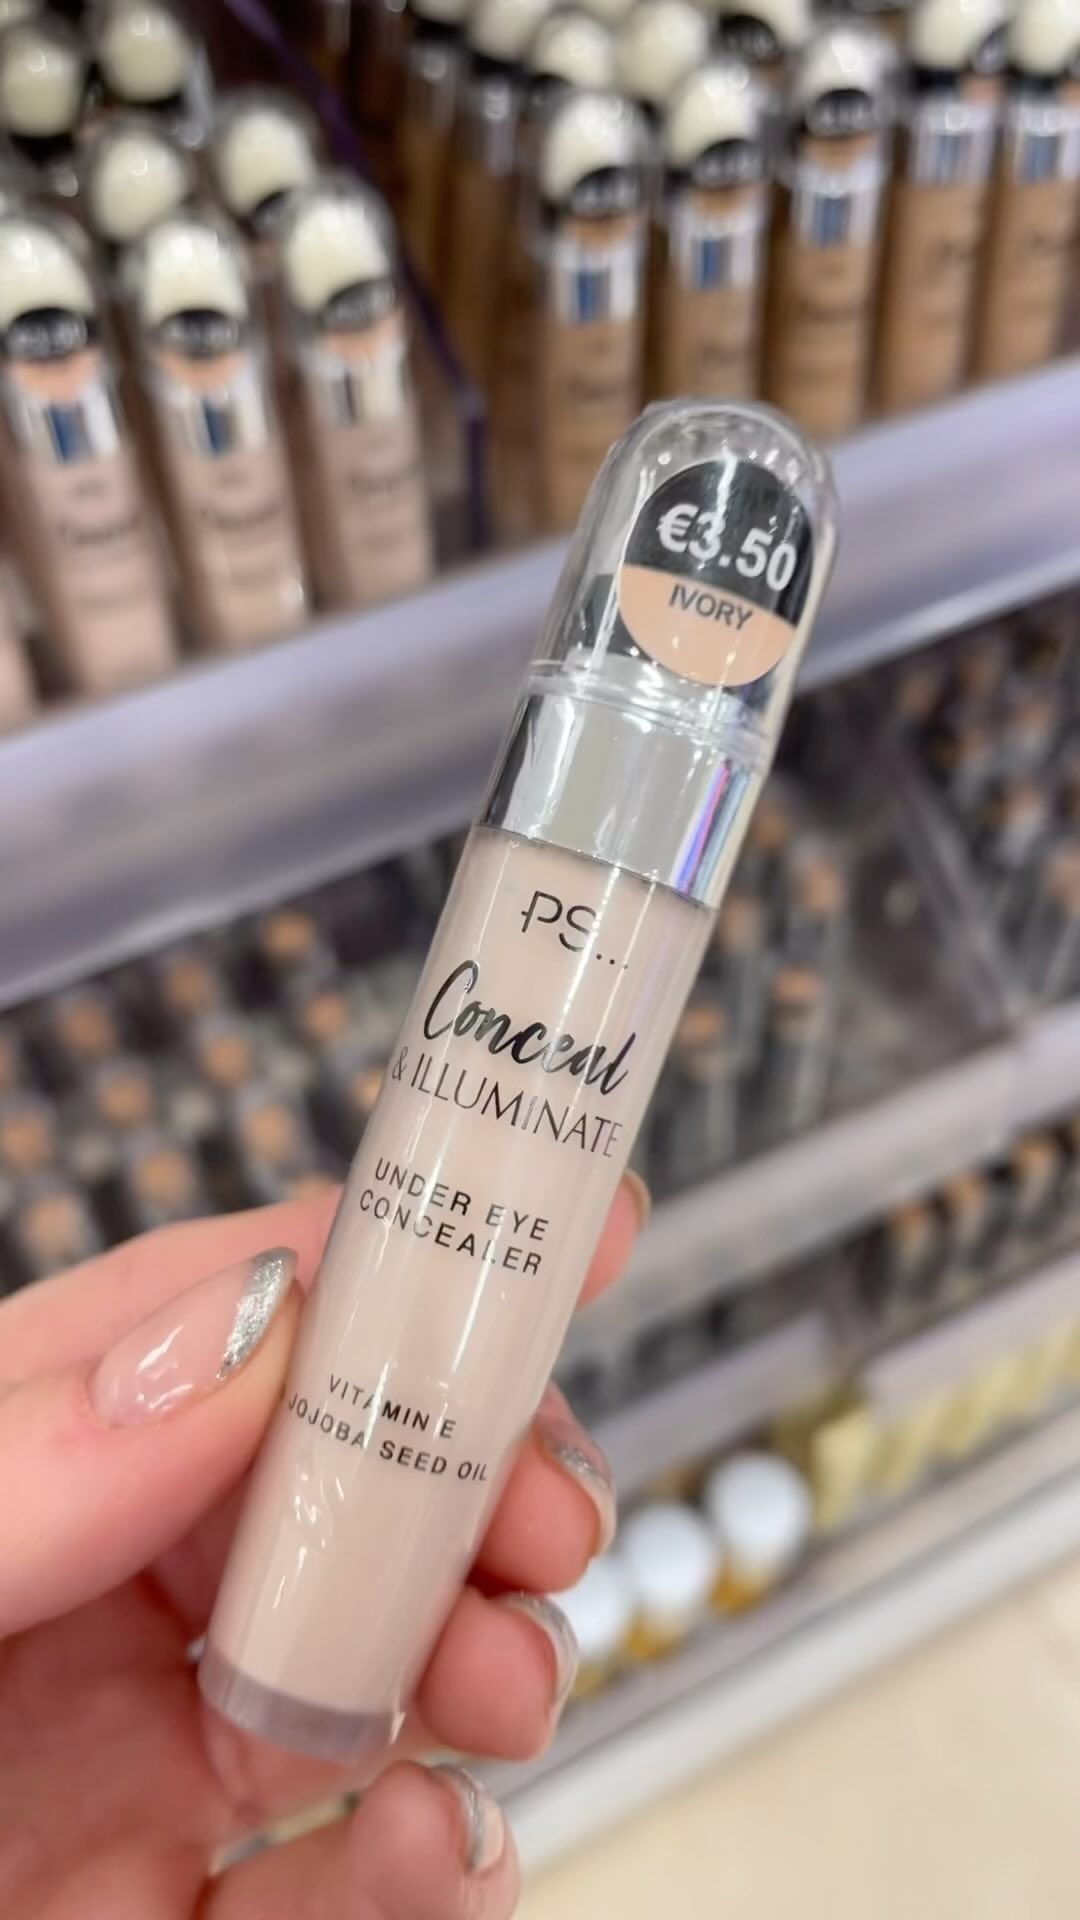 €3.50
IVORY
PS...
Conceal
& ILLUMINATE
UNDER EYE
CONCEALER
VITAMIN E
JOJOBA SEED OIL